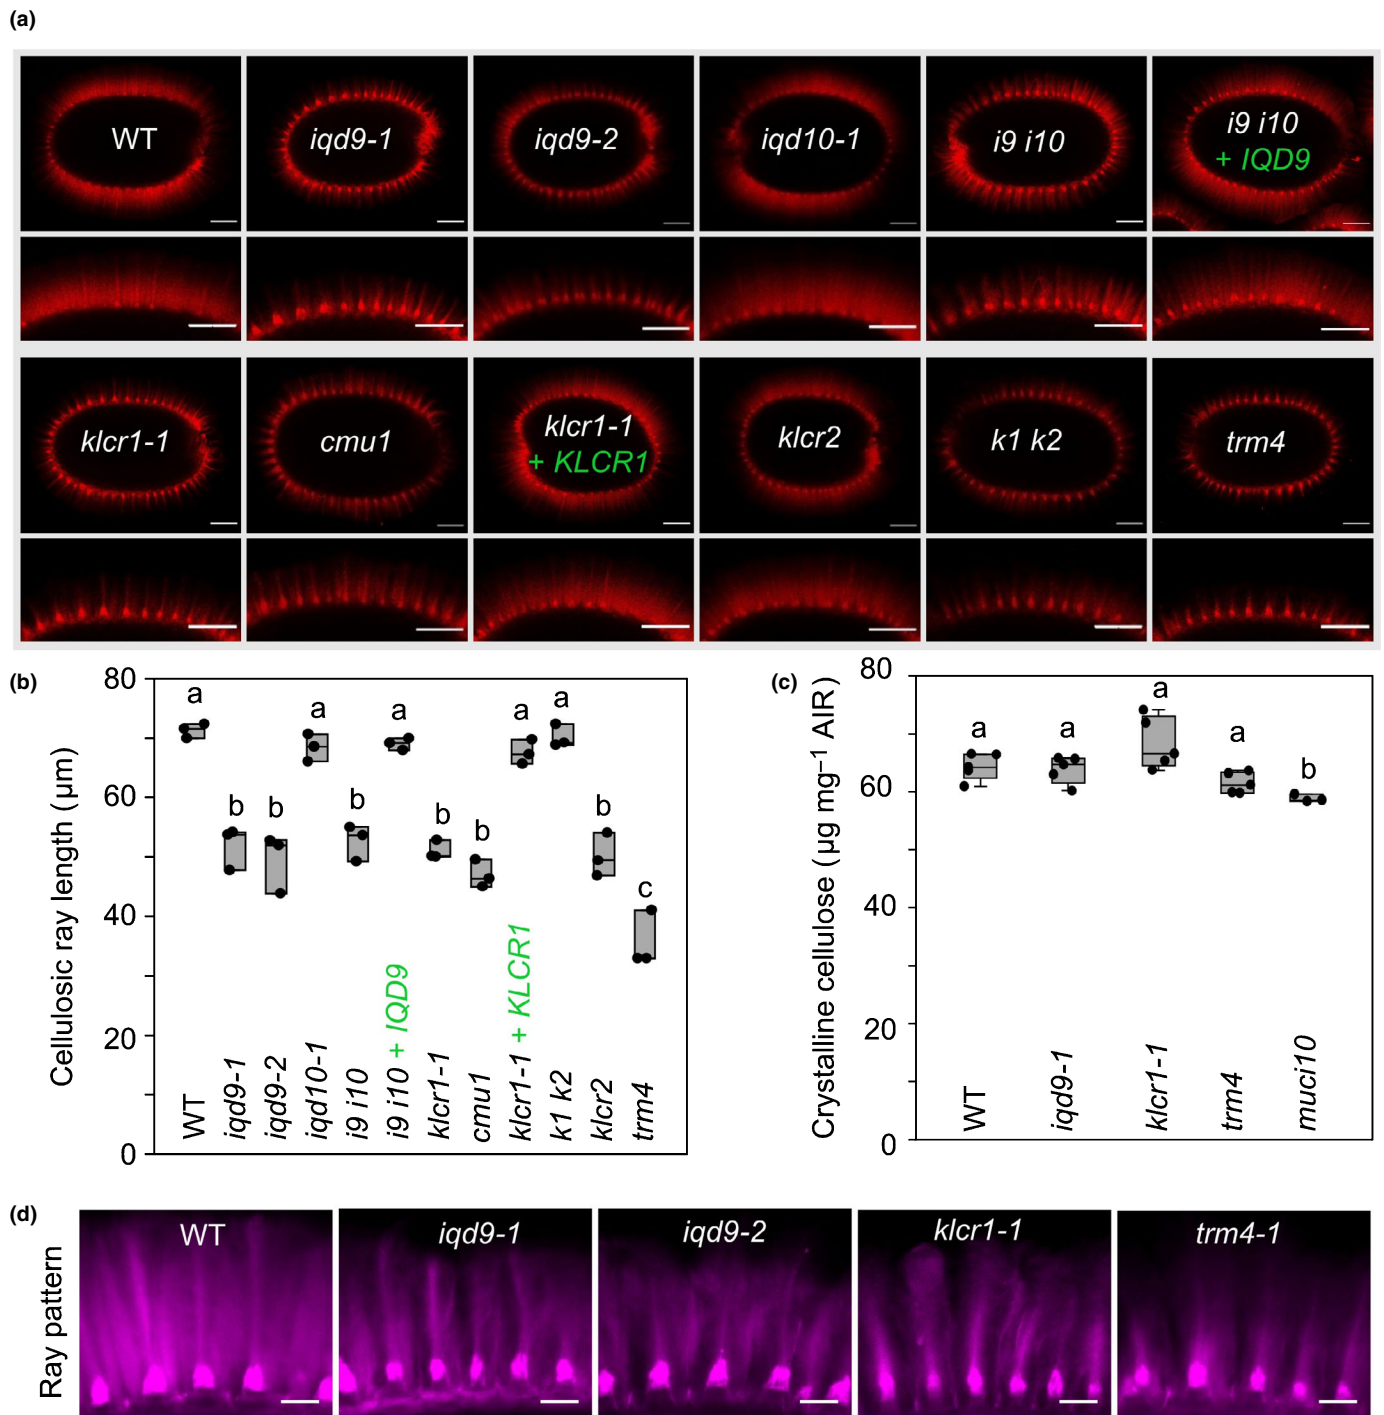 (a)
WT
iqd9-1
iqd9-2
iqd10-1
i9 i10
i9 i10
+ IQD9
klcr1-1
cmu1
klcr1-1
+ KLCR1
klcr2
k1 k2
trm4
(b)
Cellulosic ray length (µm)
80
60
40
20
0
a
b
b
a
b
a
b
b
a
a
b
c
WT
iqd9-1
iqd9-2
iqd10-1
i9 i10
i9 i10 + IQD9
klcr1-1
cmu1
klcr1-1 + KLCR1
k1 k2
klcr2
trm4
(c)
Crystalline cellulose (µg mg⁻¹ AIR)
80
60
40
20
0
a
a
a
a
b
WT
iqd9-1
klcr1-1
trm4
muci10
(d)
Ray pattern
WT
iqd9-1
iqd9-2
klcr1-1
trm4-1